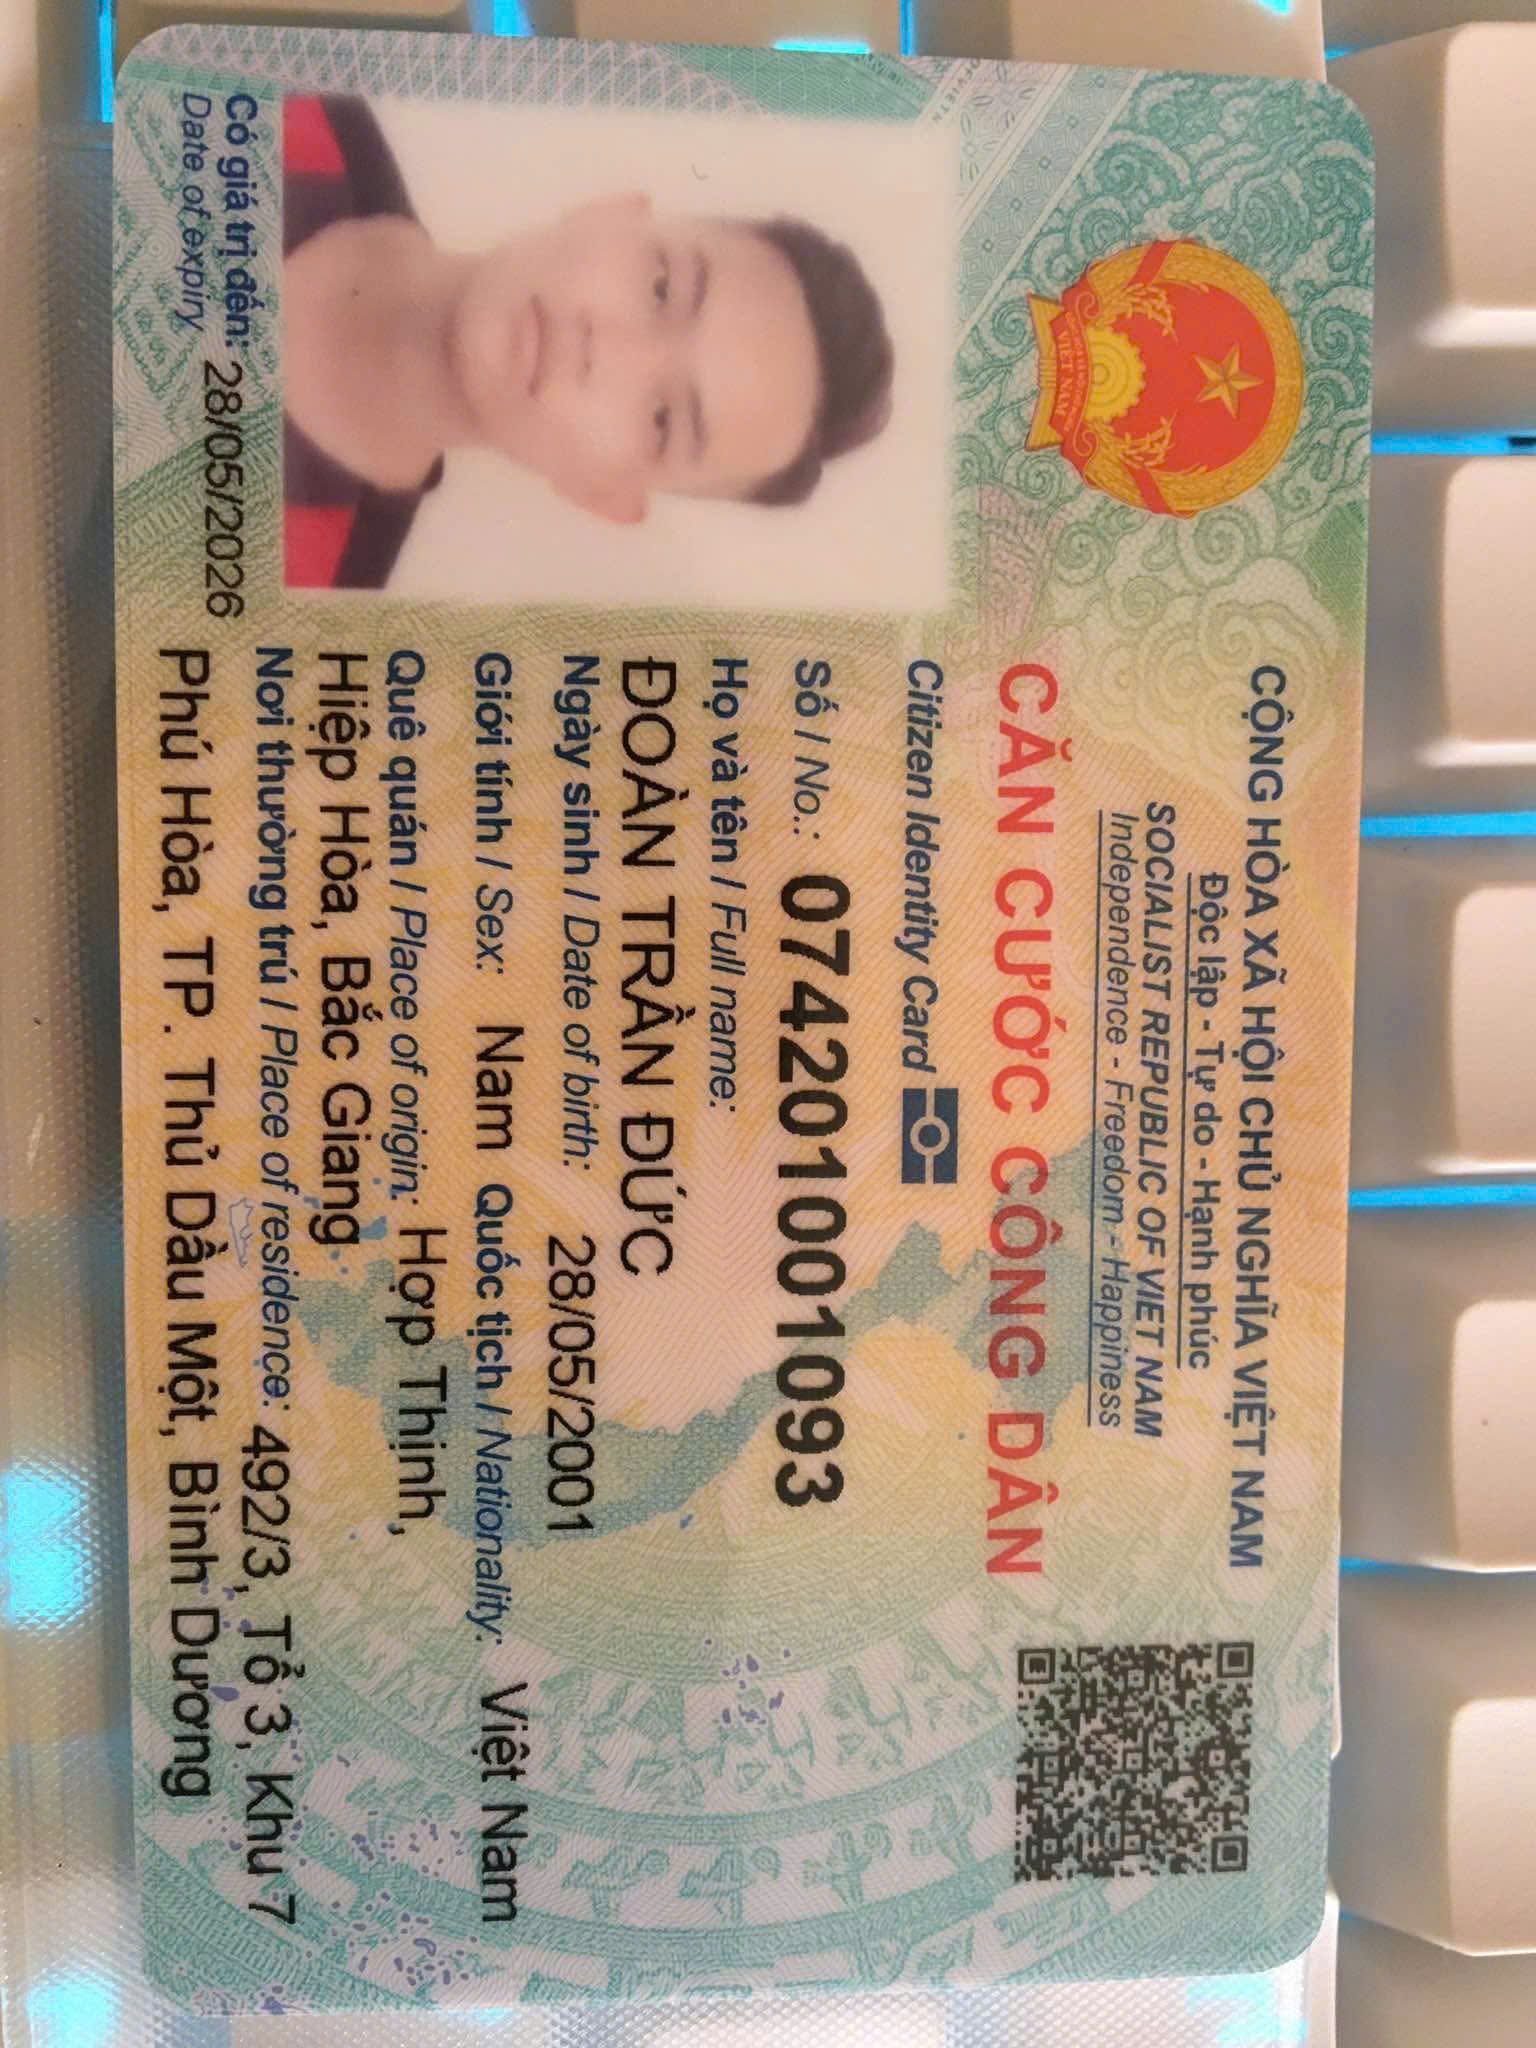 CỘNG HÒA XÃ HỘI CHỦ NGHĨA VIỆT NAM
Độc lập - Tự do - Hạnh phúc
SOCIALIST REPUBLIC OF VIET NAM
Independence - Freedom - Happiness
CĂN CƯỚC CÔNG DÂN
Citizen Identity Card
Số / No.: 074201001093
Họ và tên / Full name:
ĐOÀN TRẦN ĐỨC
Ngày sinh / Date of birth: 28/05/2001
Giới tính / Sex: Nam Quốc tịch / Nationality: Việt Nam
Quê quán / Place of origin: Hợp Thịnh,
Hiệp Hòa, Bắc Giang
Nơi thường trú / Place of residence: 492/3, Tổ 3, Khu 7
Phú Hòa, TP. Thủ Dầu Một, Bình Dương
Có giá trị đến: 28/05/2026
Date of expiry
VIỆT NAM